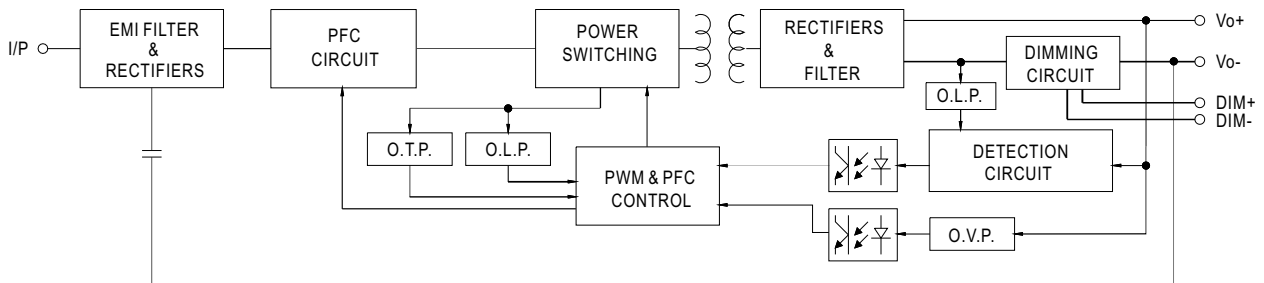 I/P
EMI FILTER
&
RECTIFIERS
PFC
CIRCUIT
POWER
SWITCHING
RECTIFIERS
&
FILTER
DIMMING
CIRCUIT
Vo+
Vo-
DIM+
DIM-
O.L.P.
O.T.P.
O.L.P.
PWM & PFC
CONTROL
DETECTION
CIRCUIT
O.V.P.